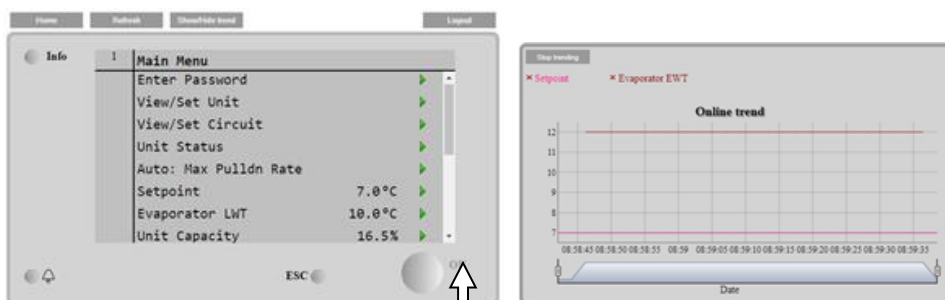 Home Refresh Show/Hide trend Logout
Info
1 Main Menu
Enter Password
View/Set Unit
View/Set Circuit
Unit Status
Auto: Max Pulldn Rate
Setpoint 7.0°C
Evaporator LWT 10.0°C
Unit Capacity 16.5%
ESC
Stop trending
× Setpoint × Evaporator EWT
Online trend
12
11
10
9
8
7
08:58:45 08:58:50 08:58:55 08:59 08:59:05 08:59:10 08:59:15 08:59:20 08:59:25 08:59:30 08:59:35
Date